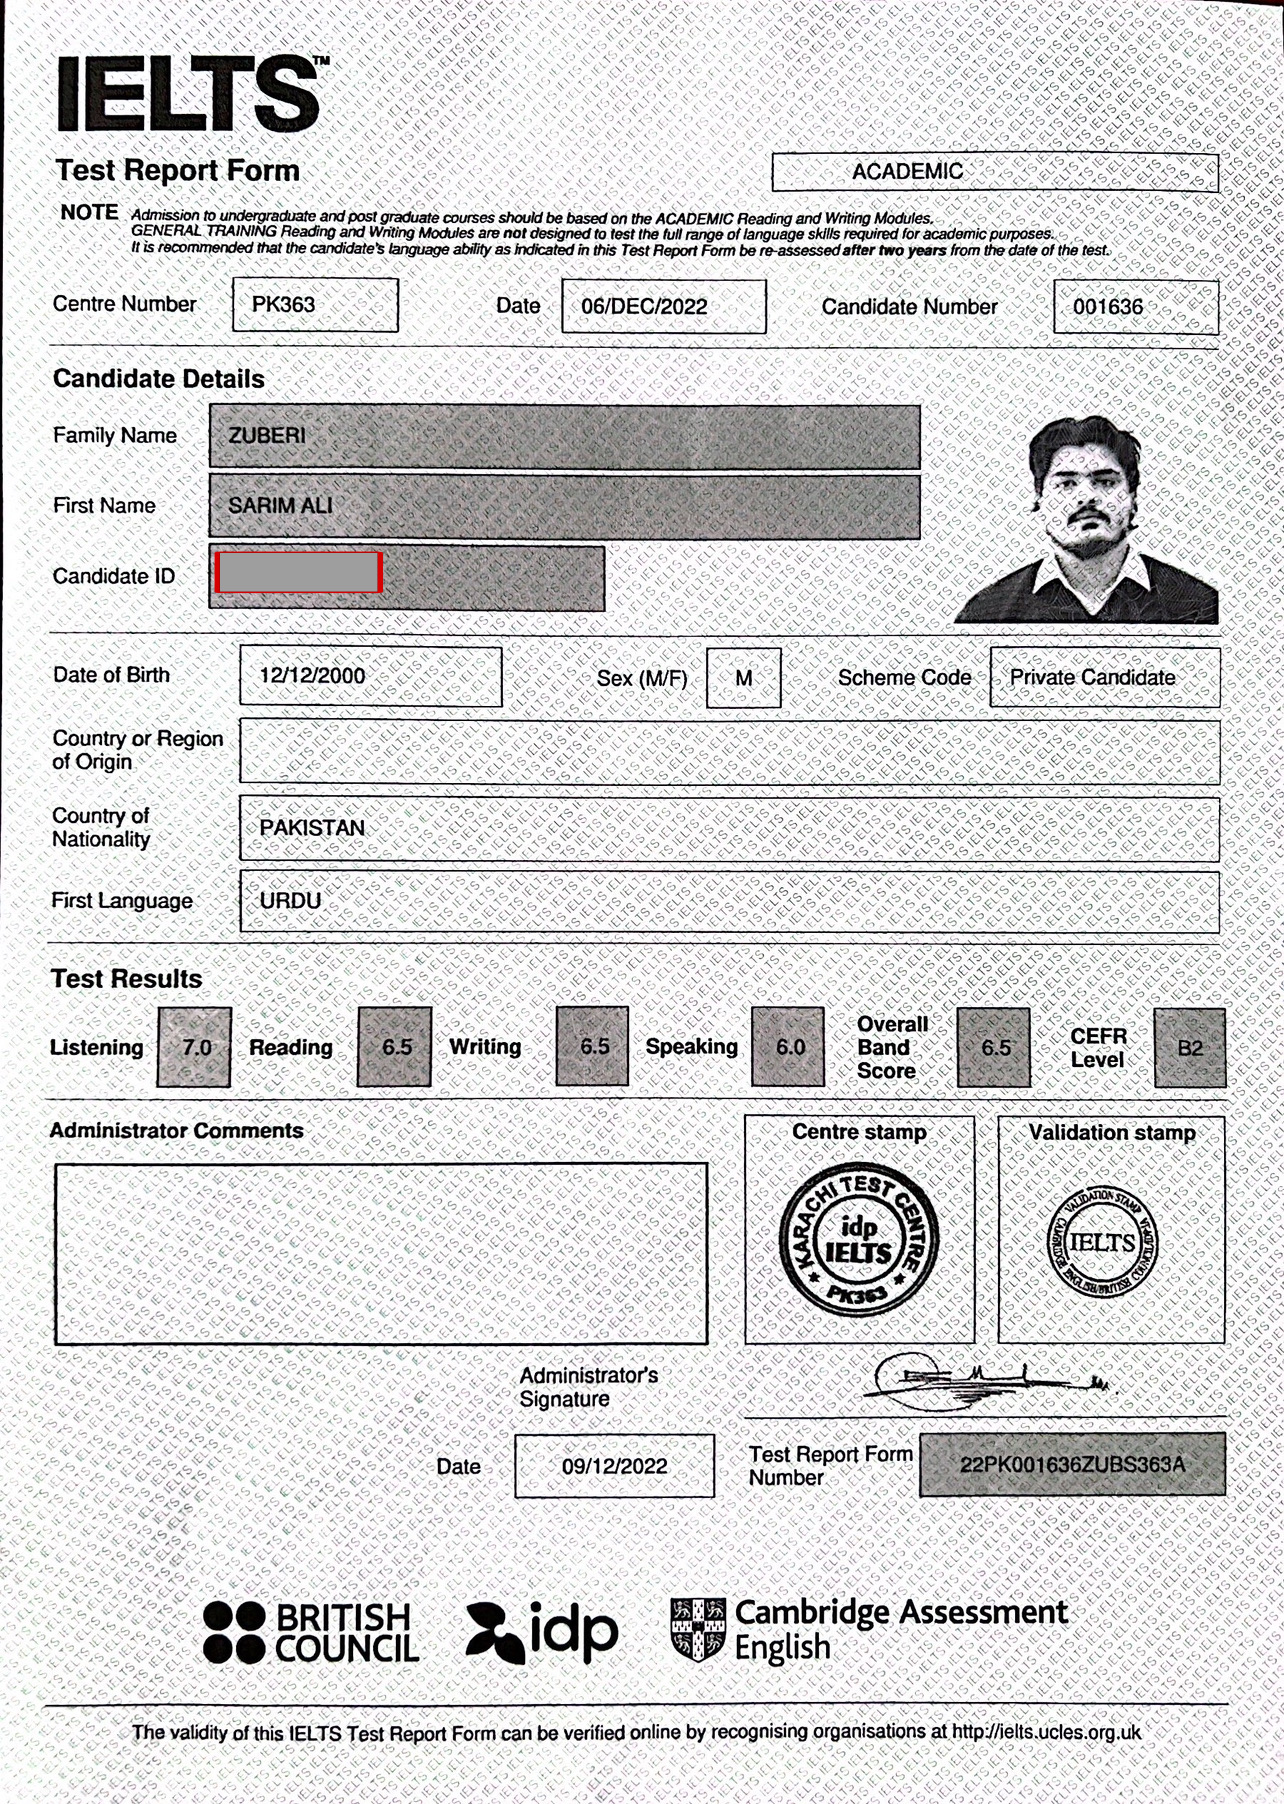 IELTS™
Test Report Form
ACADEMIC
NOTE Admission to undergraduate and post graduate courses should be based on the ACADEMIC Reading and Writing Modules.
GENERAL TRAINING Reading and Writing Modules are not designed to test the full range of language skills required for academic purposes.
It is recommended that the candidate's language ability as indicated in this Test Report Form be re-assessed after two years from the date of the test.
Centre Number PK363 Date 06/DEC/2022 Candidate Number 001636
Candidate Details
Family Name ZUBERI
First Name SARIM ALI
Candidate ID
Date of Birth 12/12/2000 Sex (M/F) M Scheme Code Private Candidate
Country or Region
of Origin
Country of
Nationality
PAKISTAN
First Language URDU
Test Results
Listening 7.0 Reading 6.5 Writing 6.5 Speaking 6.0 Overall Band Score 6.5 CEFR Level B2
Administrator Comments
Centre stamp
KARACHI TEST CENTRE
idp
IELTS
PK363
Validation stamp
VALIDATION STAMP
IELTS
Administrator's
Signature
Date 09/12/2022
Test Report Form
Number
22PK001636ZUBS363A
BRITISH
COUNCIL
idp
Cambridge Assessment
English
The validity of this IELTS Test Report Form can be verified online by recognising organisations at http://ielts.ucles.org.uk